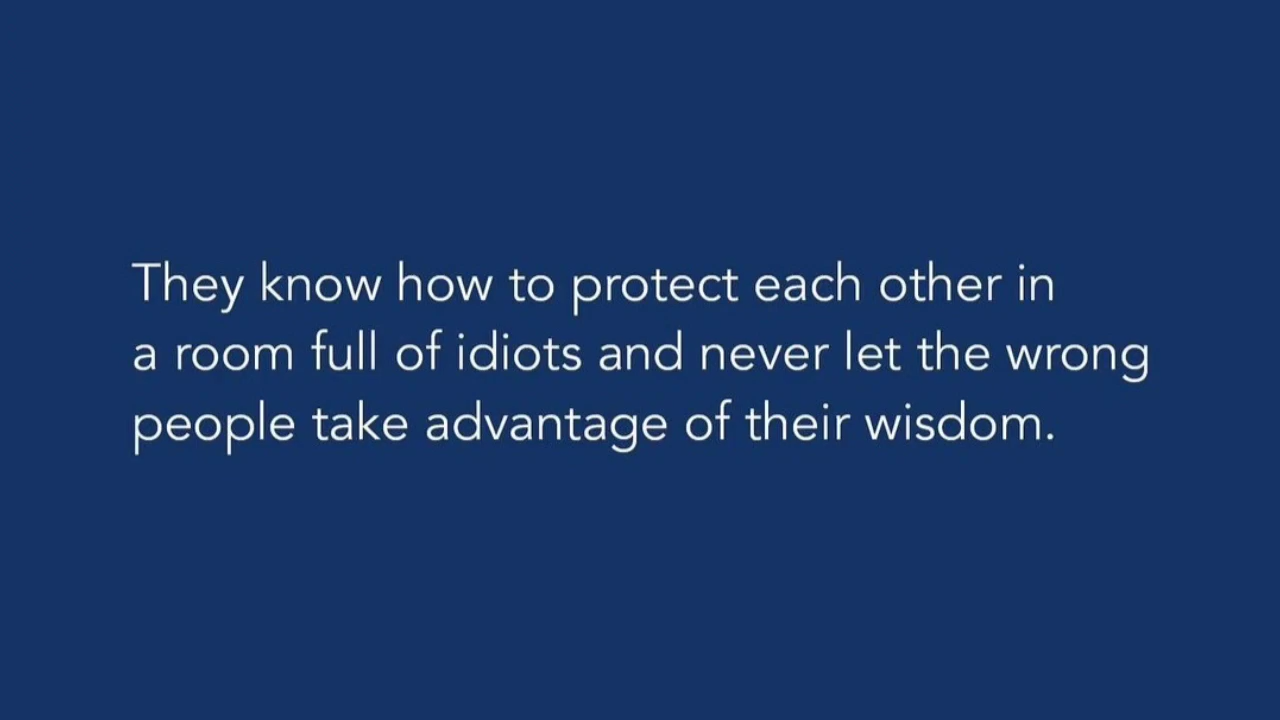 They know how to protect each other in
a room full of idiots and never let the wrong
people take advantage of their wisdom.